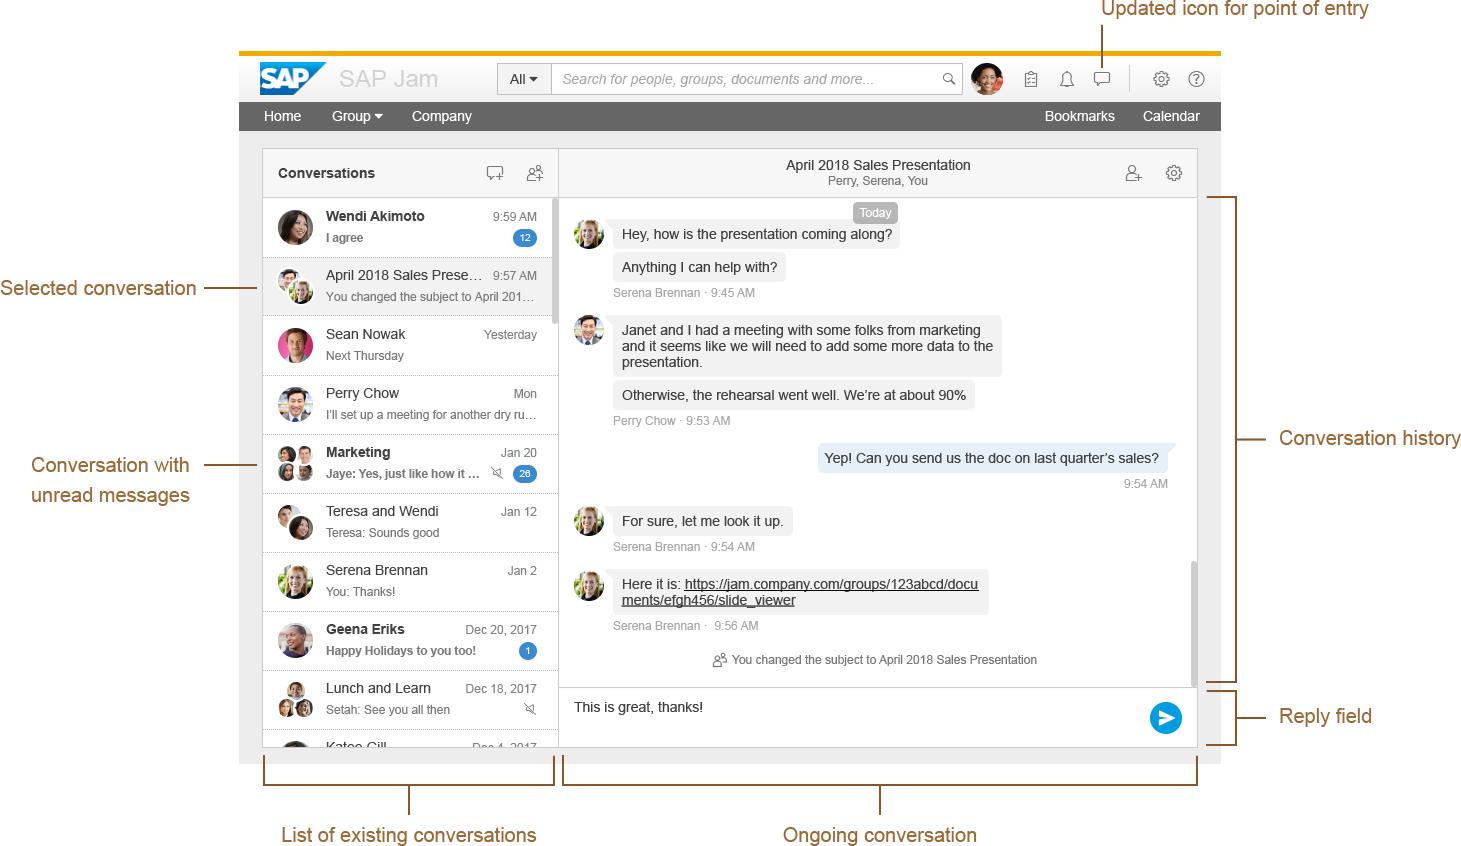 Updated icon for point of entry
SAP SAP Jam All Search for people, groups, documents and more...
Home Group Company Bookmarks Calendar
Conversations
Wendi Akimoto 9:59 AM
I agree 12
Selected conversation
April 2018 Sales Prese... 9:57 AM
You changed the subject to April 201...
Sean Nowak Yesterday
Next Thursday
Perry Chow Mon
I'll set up a meeting for another dry ru...
Conversation with
unread messages
Marketing Jan 20
Jaye: Yes, just like how it ... 26
Teresa and Wendi Jan 12
Teresa: Sounds good
Serena Brennan Jan 2
You: Thanks!
Geena Eriks Dec 20, 2017
Happy Holidays to you too! 1
Lunch and Learn Dec 18, 2017
Setah: See you all then
Dec 4, 2017
List of existing conversations
April 2018 Sales Presentation
Perry, Serena, You
Today
Hey, how is the presentation coming along?
Anything I can help with?
Serena Brennan · 9:45 AM
Janet and I had a meeting with some folks from marketing
and it seems like we will need to add some more data to the
presentation.
Otherwise, the rehearsal went well. We're at about 90%
Perry Chow · 9:53 AM
Yep! Can you send us the doc on last quarter's sales?
9:54 AM
For sure, let me look it up.
Serena Brennan · 9:54 AM
Here it is: https://jam.company.com/groups/123abcd/docu
ments/efgh456/slide_viewer
Serena Brennan · 9:56 AM
You changed the subject to April 2018 Sales Presentation
This is great, thanks!
Conversation history
Reply field
Ongoing conversation